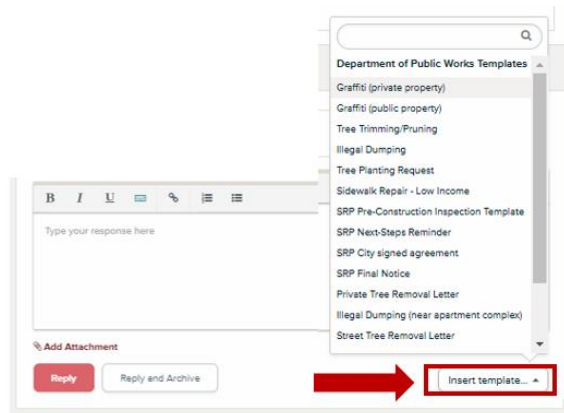 Department of Public Works Templates
Graffiti (private property)
Graffiti (public property)
Tree Trimming/Pruning
Illegal Dumping
Tree Planting Request
Sidewalk Repair - Low Income
SRP Pre-Construction Inspection Template
SRP Next-Steps Reminder
SRP City signed agreement
SRP Final Notice
Private Tree Removal Letter
Illegal Dumping (near apartment complex)
Street Tree Removal Letter
B I U
Type your response here
Add Attachment
Reply
Reply and Archive
Insert template...